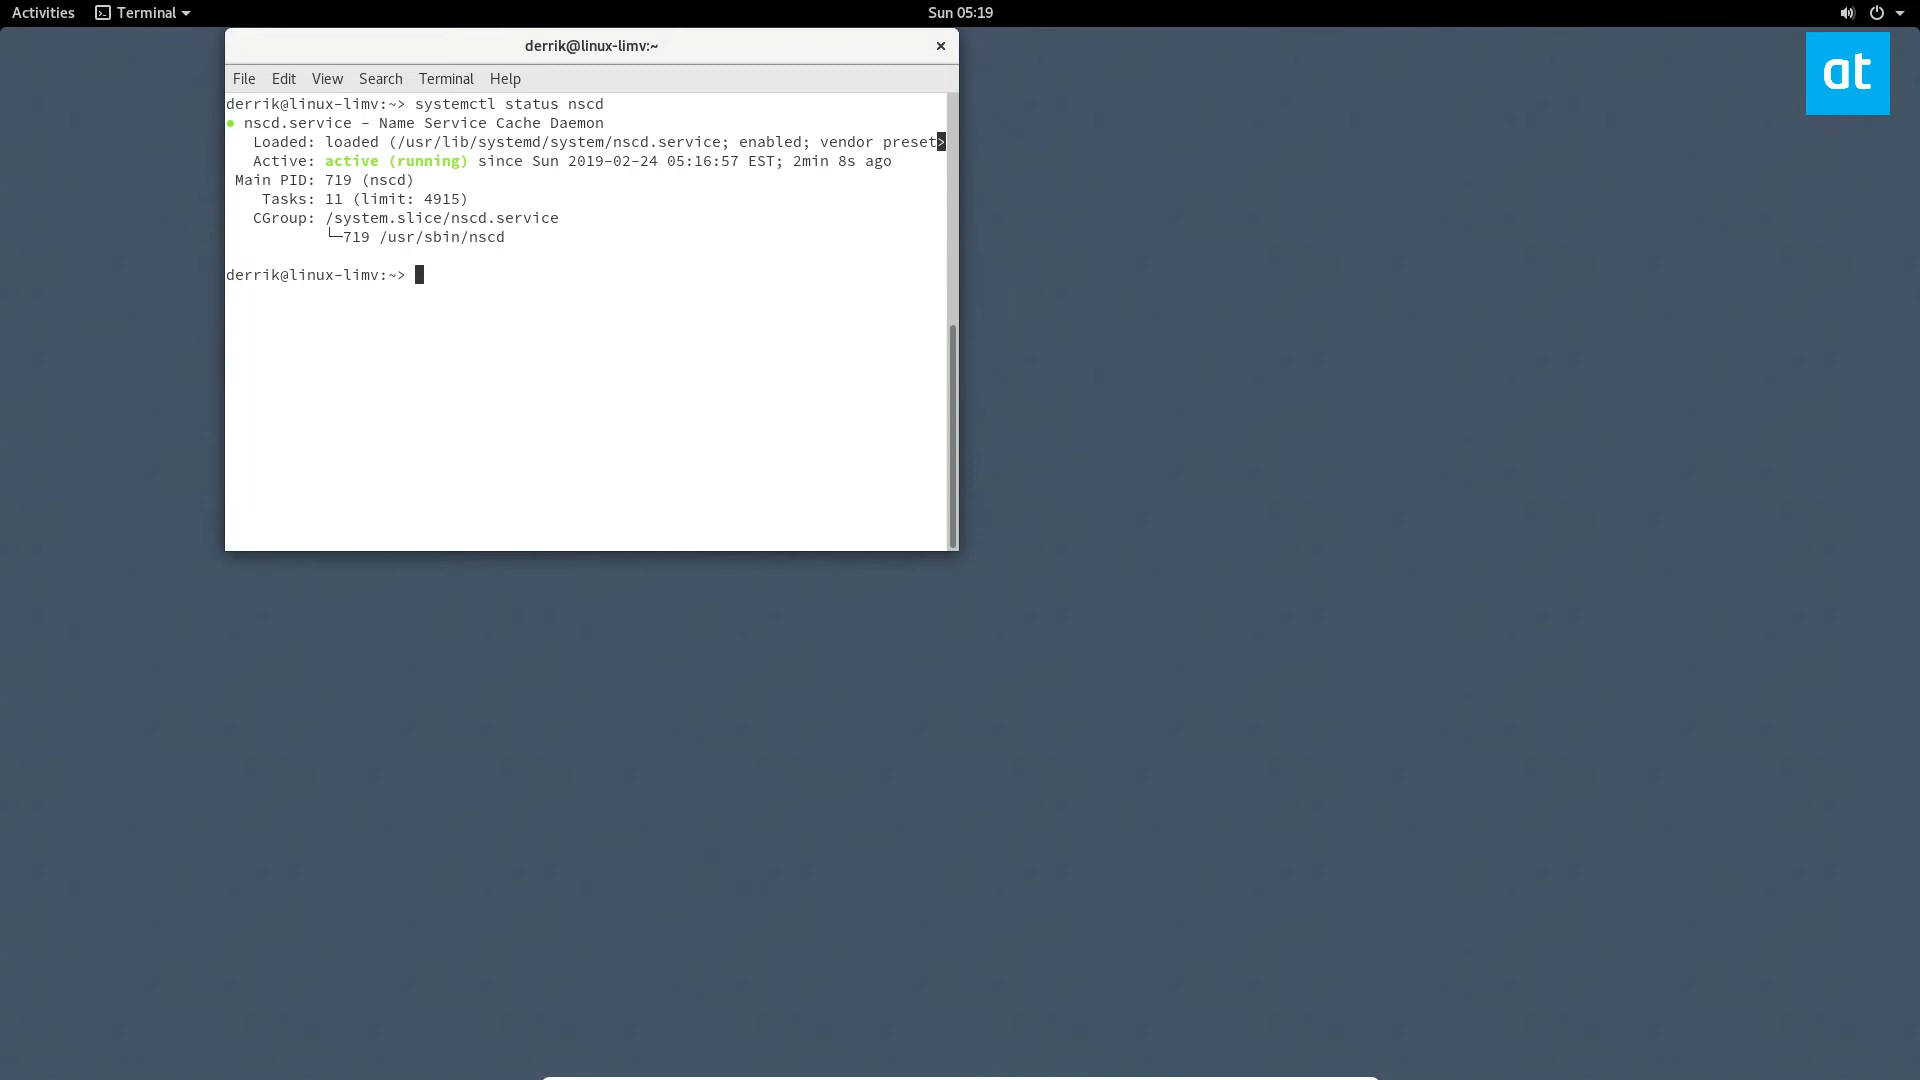 Activities Terminal Sun 05:19
at
derrik@linux-limv:~ ×
File Edit View Search Terminal Help
derrik@linux-limv:~> systemctl status nscd
● nscd.service - Name Service Cache Daemon
   Loaded: loaded (/usr/lib/systemd/system/nscd.service; enabled; vendor preset>
   Active: active (running) since Sun 2019-02-24 05:16:57 EST; 2min 8s ago
 Main PID: 719 (nscd)
    Tasks: 11 (limit: 4915)
   CGroup: /system.slice/nscd.service
           └─719 /usr/sbin/nscd
derrik@linux-limv:~>